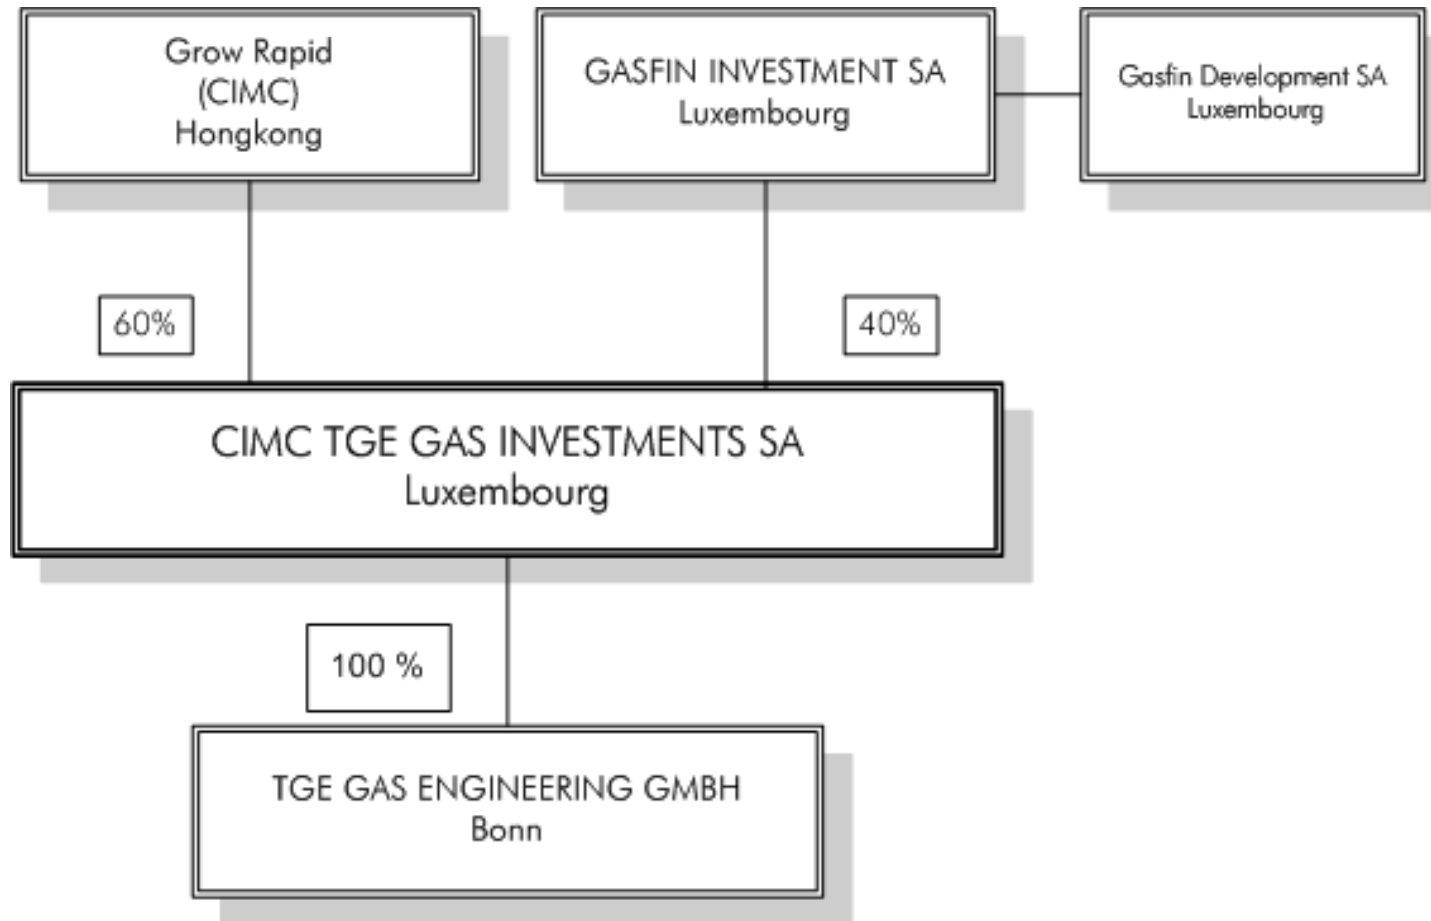 Grow Rapid
(CIMC)
Hongkong
GASFIN INVESTMENT SA
Luxembourg
Gasfin Development SA
Luxembourg
60%
40%
CIMC TGE GAS INVESTMENTS SA
Luxembourg
100 %
TGE GAS ENGINEERING GMBH
Bonn